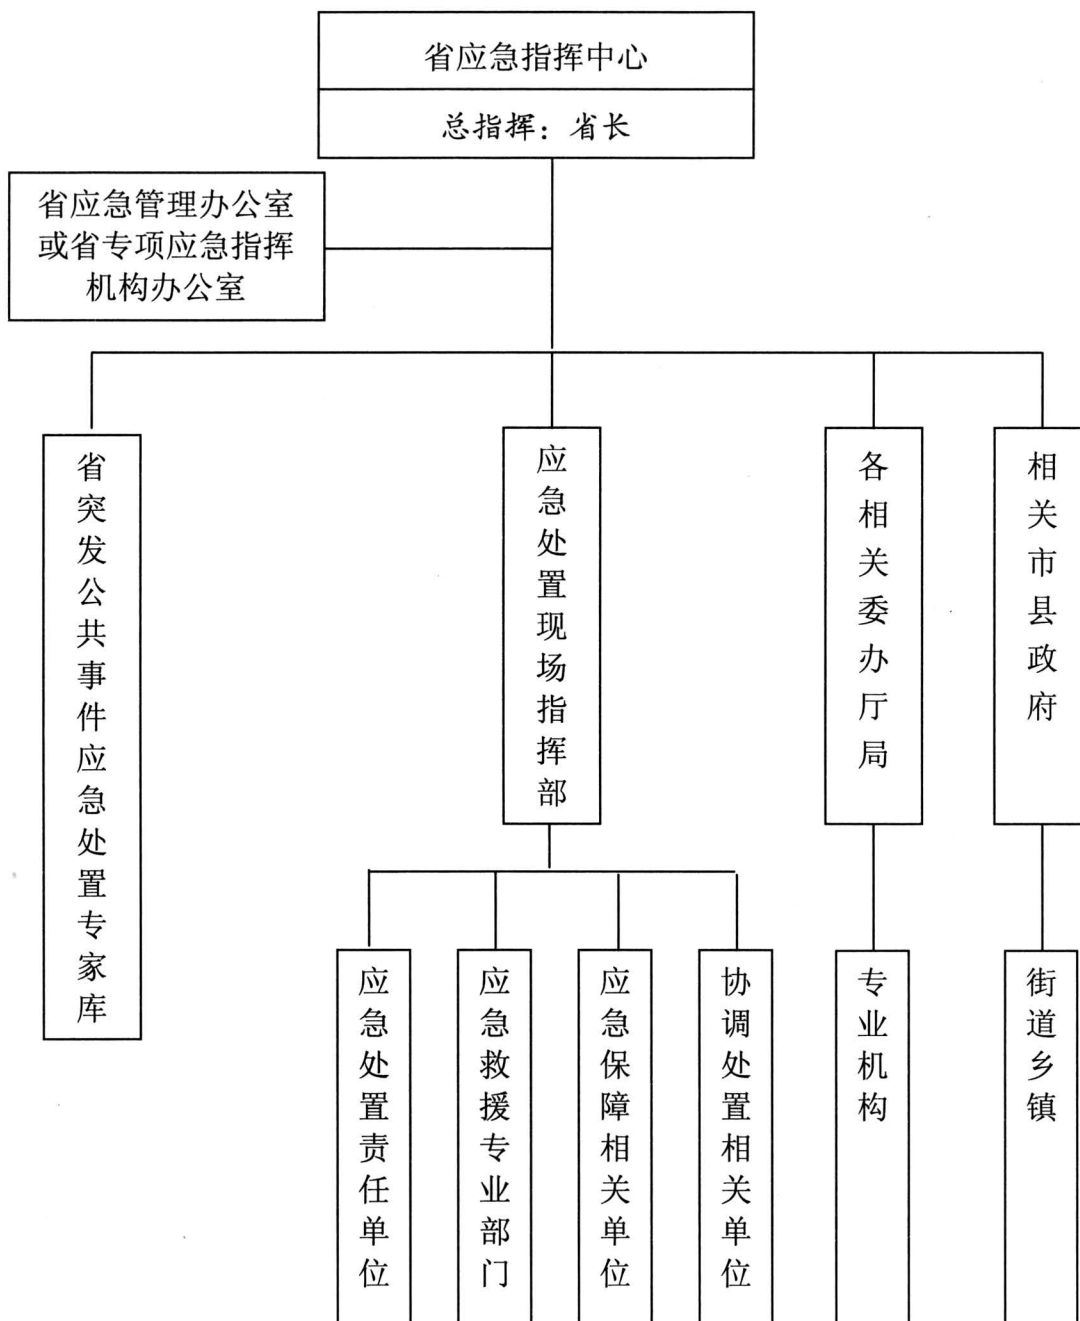 省应急指挥中心
总指挥：省长
省应急管理办公室
或省专项应急指挥
机构办公室
省突发公共事件应急处置专家库
应急处置现场指挥部
各相关委办厅局
相关市县政府
应急处置责任单位
应急救援专业部门
应急保障相关单位
协调处置相关单位
专业机构
街道乡镇